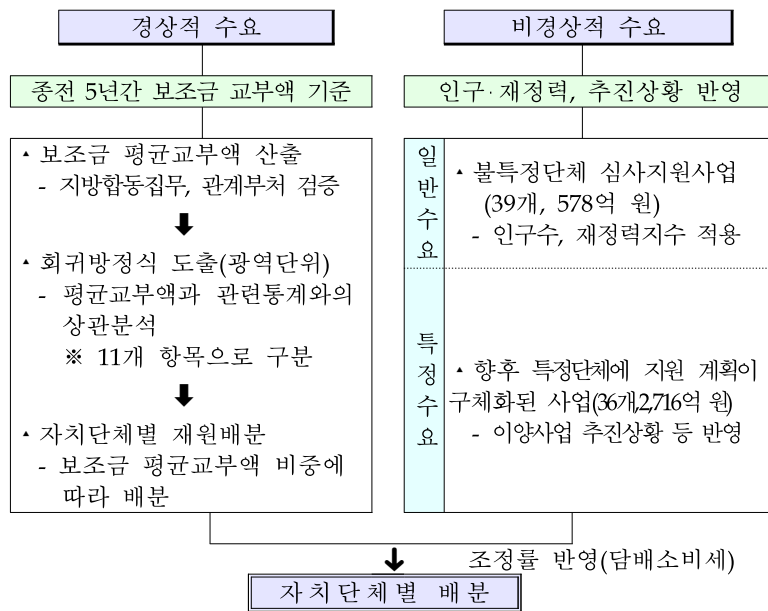 경상적 수요
종전 5년간 보조금 교부액 기준
▴ 보조금 평균교부액 산출
- 지방합동집무, 관계부처 검증
▴ 회귀방정식 도출(광역단위)
- 평균교부액과 관련통계와의
상관분석
※ 11개 항목으로 구분
▴ 자치단체별 재원배분
- 보조금 평균교부액 비중에
따라 배분
비경상적 수요
인구·재정력, 추진상황 반영
일반수요
▴ 불특정단체 심사지원사업
(39개, 578억 원)
- 인구수, 재정력지수 적용
특정수요
▴ 향후 특정단체에 지원 계획이
구체화된 사업(36개,2,716억 원)
- 이양사업 추진상황 등 반영
조정률 반영(담배소비세)
자치단체별 배분